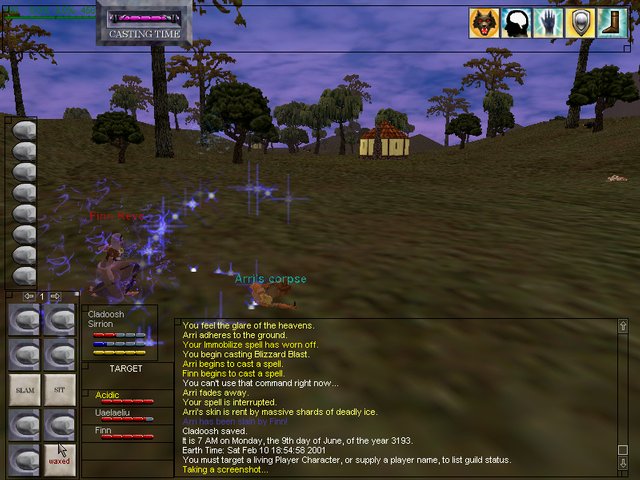 CASTING TIME
Finn Reve
Arri's corpse
1
Cladoosh
Sirrion
TARGET
Acidic
Uaelaeliu
Finn
SLAM
SIT
waxed
You feel the glare of the heavens.
Arri adheres to the ground.
Your Immobilize spell has worn off.
You begin casting Blizzard Blast.
Arri begins to cast a spell.
Finn begins to cast a spell.
You can't use that command right now...
Arri fades away.
Your spell is interrupted.
Arri's skin is rent by massive shards of deadly ice.
Arri has been slain by Finn!
Cladoosh saved.
It is 7 AM on Monday, the 9th day of June, of the year 3193.
Earth Time: Sat Feb 10 18:54:58 2001
You must target a living Player Character, or supply a player name, to list guild status.
Taking a screenshot...